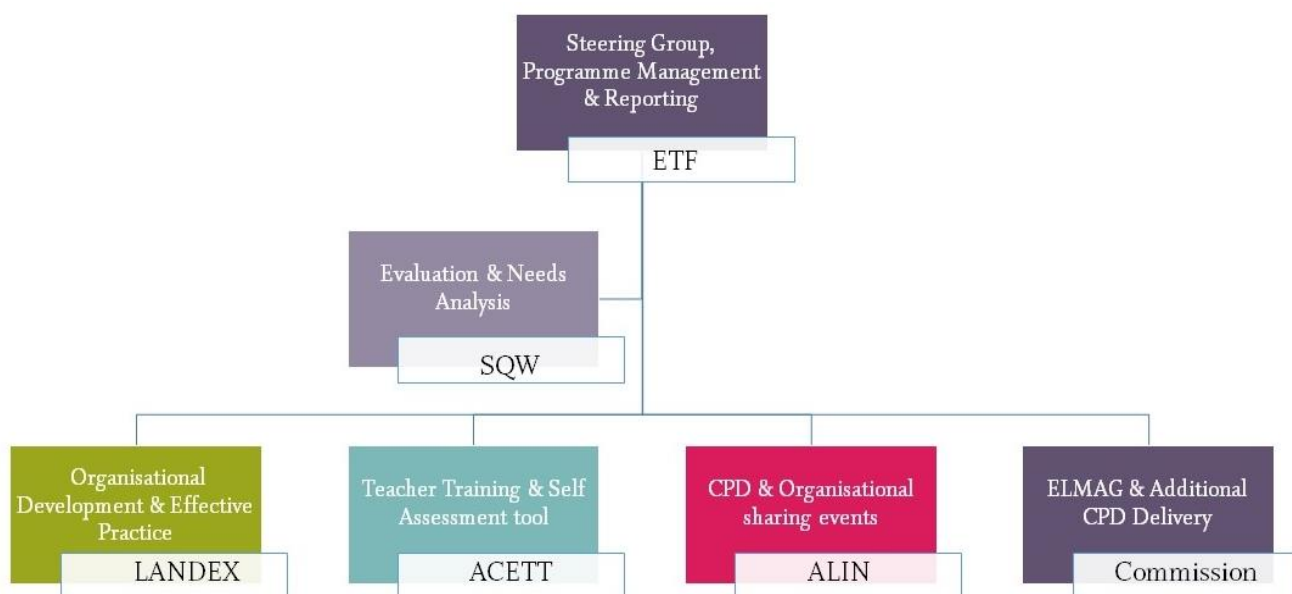 Steering Group,
Programme Management
& Reporting
ETF
Evaluation & Needs
Analysis
SQW
Organisational
Development & Effective
Practice
LANDEX
Teacher Training & Self
Assessment tool
ACETT
CPD & Organisational
sharing events
ALIN
ELMAG & Additional
CPD Delivery
Commission